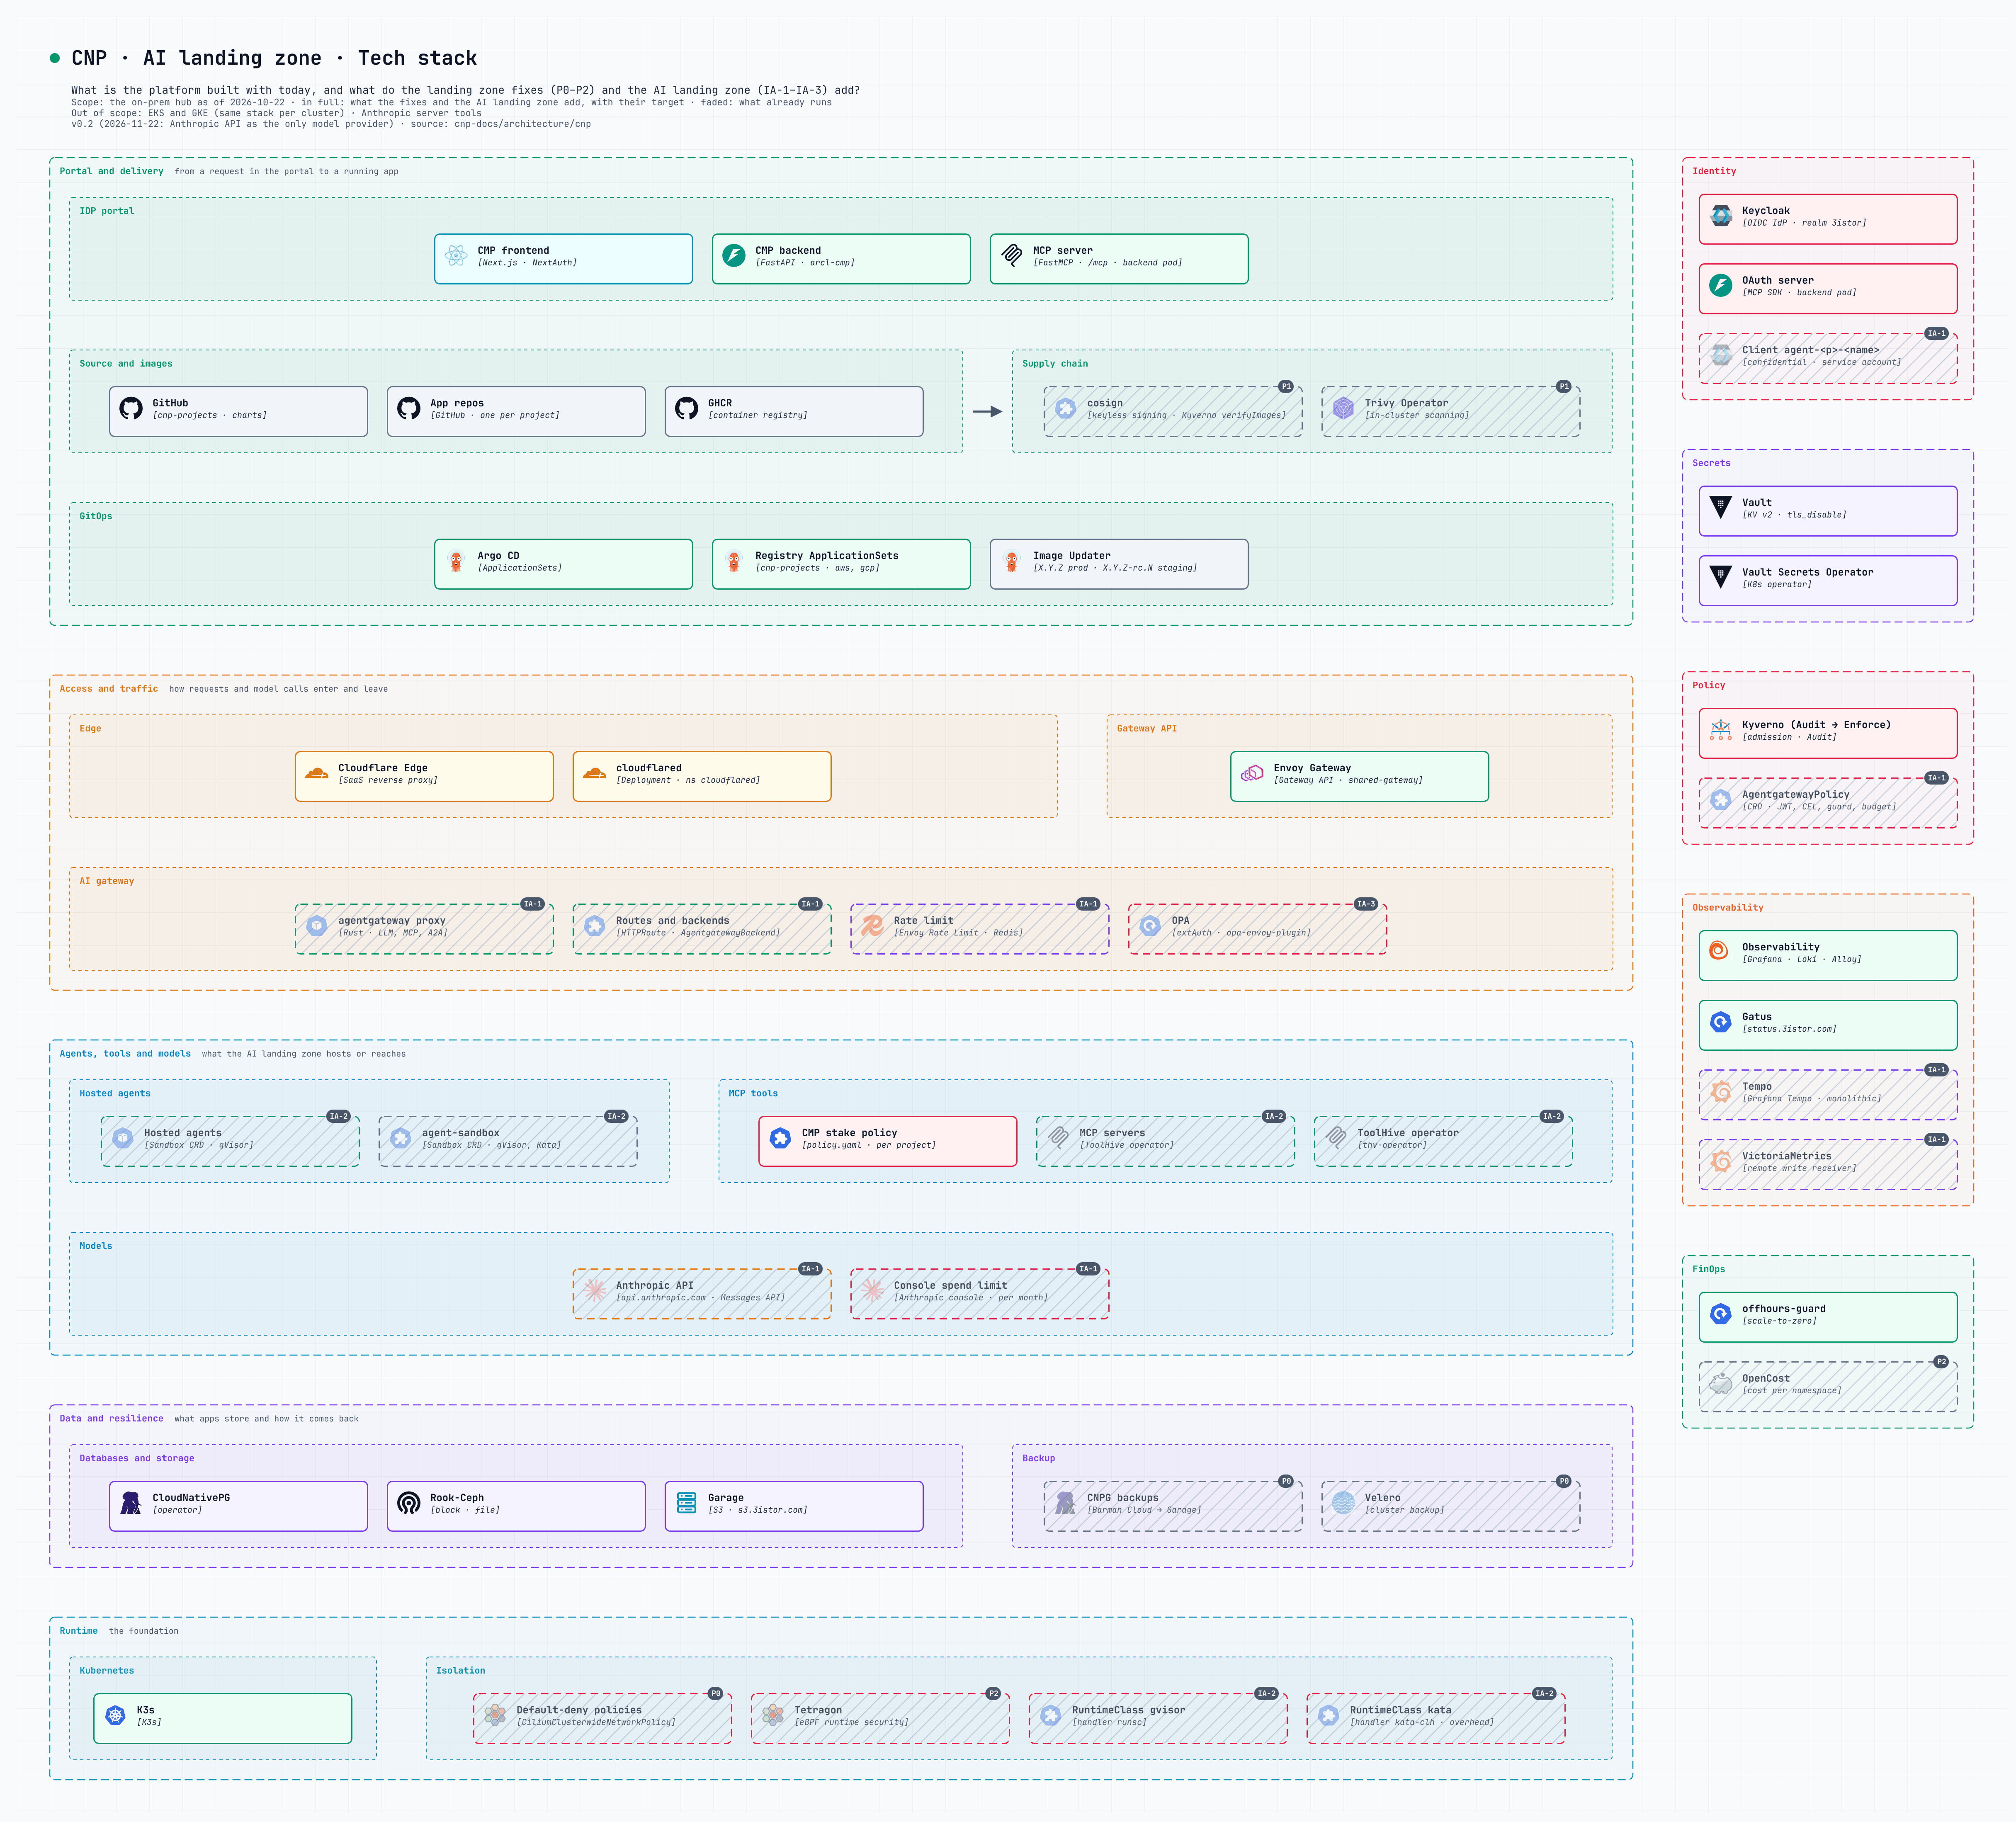 CNP · AI landing zone · Tech stack
What is the platform built with today, and what do the landing zone fixes (P0–P2) and the AI landing zone (IA-1–IA-3) add?
Scope: the on-prem hub as of 2026-10-22 · in full: what the fixes and the AI landing zone add, with their target · faded: what already runs
Out of scope: EKS and GKE (same stack per cluster) · Anthropic server tools
v0.2 (2026-11-22: Anthropic API as the only model provider) · source: cnp-docs/architecture/cnp
Portal and delivery from a request in the portal to a running app
IDP portal
CMP frontend
[Next.js · NextAuth]
CMP backend
[FastAPI · arcl-cmp]
MCP server
[FastMCP · /mcp · backend pod]
Source and images
GitHub
[cnp-projects · charts]
App repos
[GitHub · one per project]
GHCR
[container registry]
Supply chain
P1
cosign
[keyless signing · Kyverno verifyImages]
P1
Trivy Operator
[in-cluster scanning]
GitOps
Argo CD
[ApplicationSets]
Registry ApplicationSets
[cnp-projects · aws, gcp]
Image Updater
[X.Y.Z prod · X.Y.Z-rc.N staging]
Access and traffic how requests and model calls enter and leave
Edge
Cloudflare Edge
[SaaS reverse proxy]
cloudflared
[Deployment · ns cloudflared]
Gateway API
Envoy Gateway
[Gateway API · shared-gateway]
AI gateway
IA-1
agentgateway proxy
[Rust · LLM, MCP, A2A]
IA-1
Routes and backends
[HTTPRoute · AgentgatewayBackend]
IA-1
Rate limit
[Envoy Rate Limit · Redis]
IA-3
OPA
[extAuth · opa-envoy-plugin]
Agents, tools and models what the AI landing zone hosts or reaches
Hosted agents
IA-2
Hosted agents
[Sandbox CRD · gVisor]
IA-2
agent-sandbox
[Sandbox CRD · gVisor, Kata]
MCP tools
CMP stake policy
[policy.yaml · per project]
IA-2
MCP servers
[ToolHive operator]
IA-2
ToolHive operator
[thv-operator]
Models
IA-1
Anthropic API
[api.anthropic.com · Messages API]
IA-1
Console spend limit
[Anthropic console · per month]
Data and resilience what apps store and how it comes back
Databases and storage
CloudNativePG
[operator]
Rook-Ceph
[block · file]
Garage
[S3 · s3.3istor.com]
Backup
P0
CNPG backups
[Barman Cloud → Garage]
P0
Velero
[cluster backup]
Runtime the foundation
Kubernetes
K3s
[K3s]
Isolation
P0
Default-deny policies
[CiliumClusterwideNetworkPolicy]
P2
Tetragon
[eBPF runtime security]
IA-2
RuntimeClass gvisor
[handler runsc]
IA-2
RuntimeClass kata
[handler kata-clh · overhead]
Identity
Keycloak
[OIDC IdP · realm 3istor]
OAuth server
[MCP SDK · backend pod]
IA-1
Client agent-<p>-<name>
[confidential · service account]
Secrets
Vault
[KV v2 · tls_disable]
Vault Secrets Operator
[K8s operator]
Policy
Kyverno (Audit → Enforce)
[admission · Audit]
IA-1
AgentgatewayPolicy
[CRD · JWT, CEL, guard, budget]
Observability
Observability
[Grafana · Loki · Alloy]
Gatus
[status.3istor.com]
IA-1
Tempo
[Grafana Tempo · monolithic]
IA-1
VictoriaMetrics
[remote write receiver]
FinOps
offhours-guard
[scale-to-zero]
P2
OpenCost
[cost per namespace]